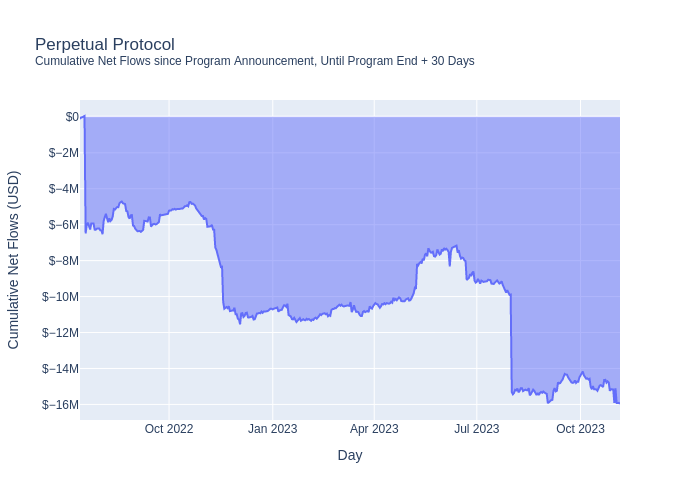 Perpetual Protocol
Cumulative Net Flows since Program Announcement, Until Program End + 30 Days
Cumulative Net Flows (USD)
$0
$−2M
$−4M
$−6M
$−8M
$−10M
$−12M
$−14M
$−16M
Oct 2022
Jan 2023
Apr 2023
Jul 2023
Oct 2023
Day